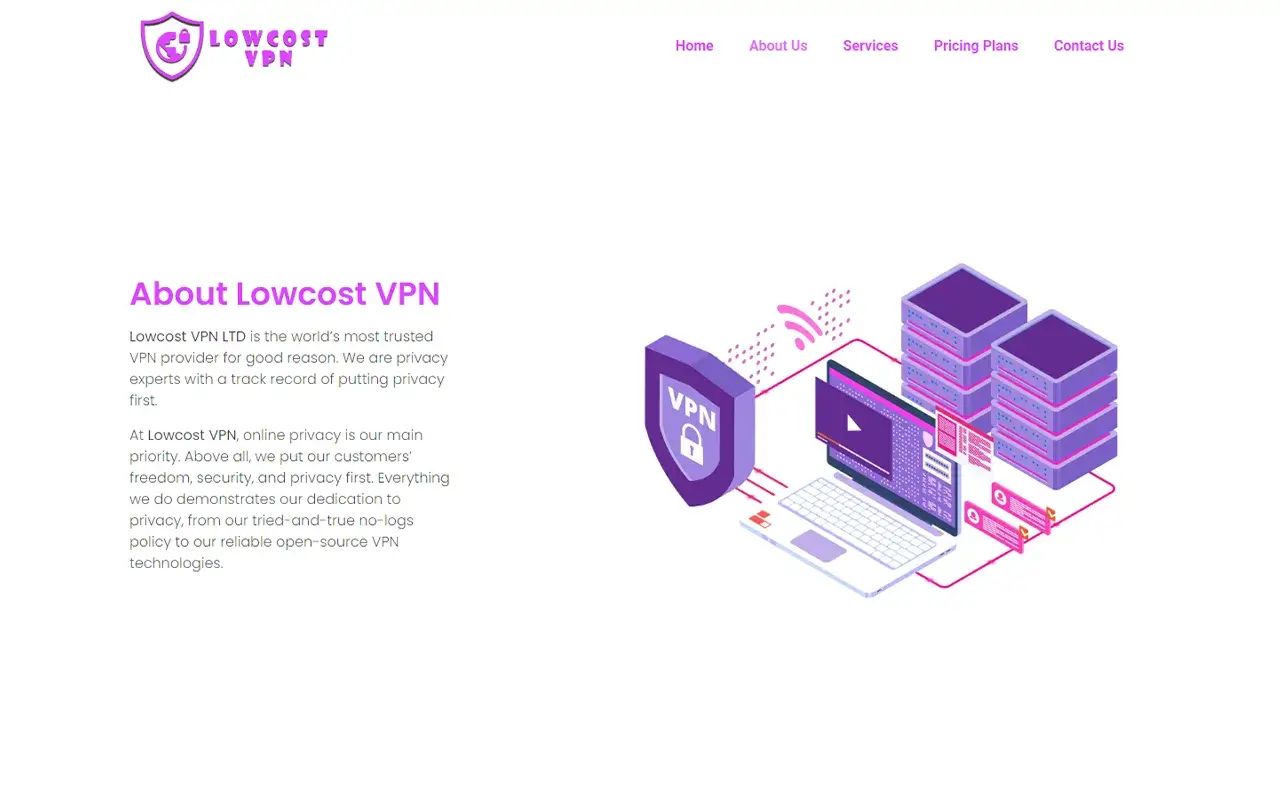 LOWCOST
VPN
Home
About Us
Services
Pricing Plans
Contact Us
About Lowcost VPN
Lowcost VPN LTD is the world’s most trusted
VPN provider for good reason. We are privacy
experts with a track record of putting privacy
first.
At Lowcost VPN, online privacy is our main
priority. Above all, we put our customers’
freedom, security, and privacy first. Everything
we do demonstrates our dedication to
privacy, from our tried-and-true no-logs
policy to our reliable open-source VPN
technologies.
VPN